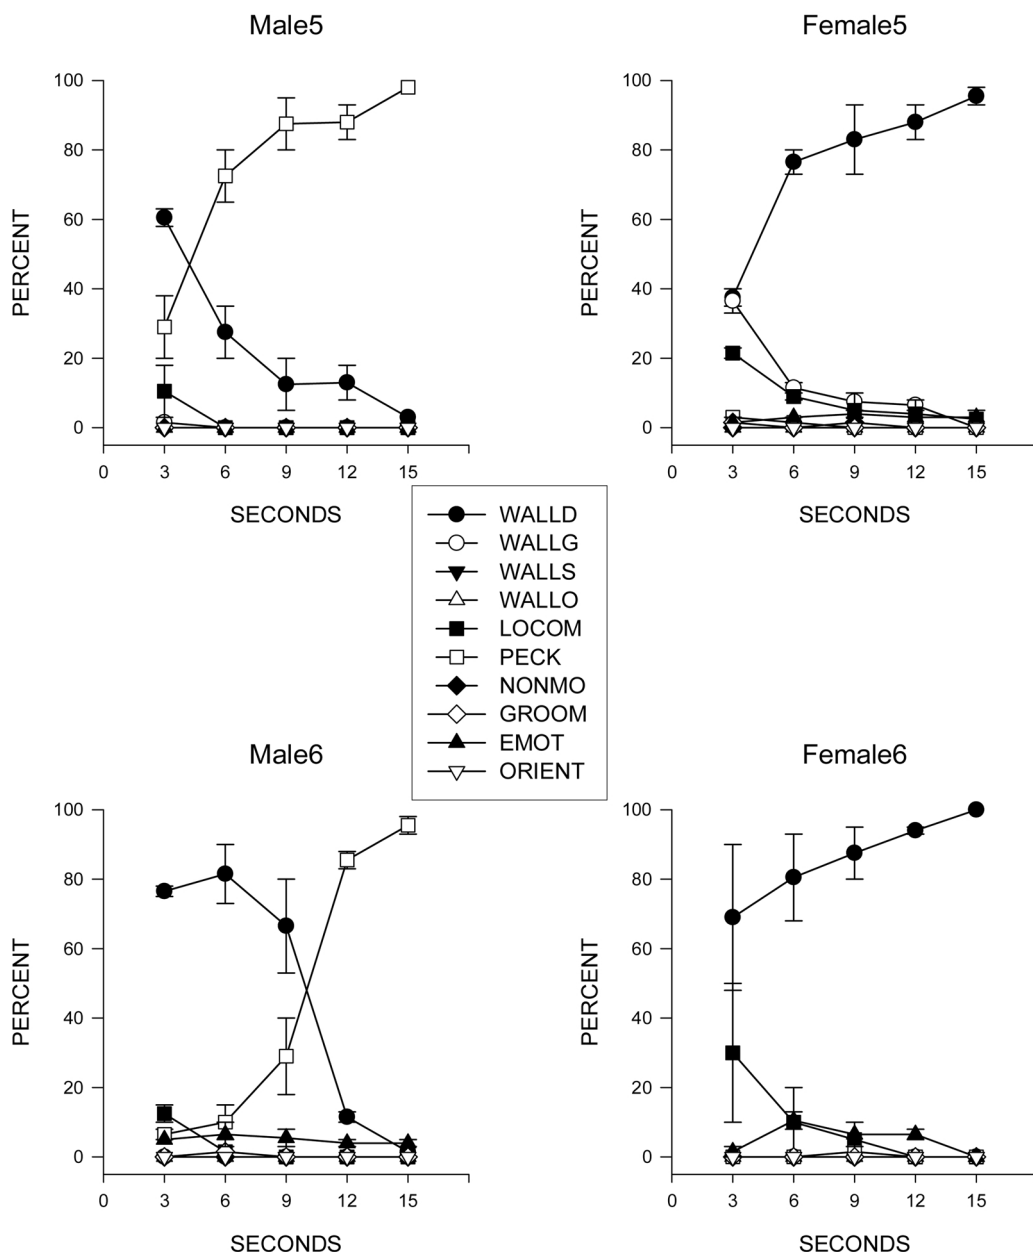 Male5
Female5
PERCENT
100
80
60
40
20
0
0 3 6 9 12 15
SECONDS
PERCENT
100
80
60
40
20
0
0 3 6 9 12 15
SECONDS
WALLD
WALLG
WALLS
WALLO
LOCOM
PECK
NONMO
GROOM
EMOT
ORIENT
Male6
Female6
PERCENT
100
80
60
40
20
0
0 3 6 9 12 15
SECONDS
PERCENT
100
80
60
40
20
0
0 3 6 9 12 15
SECONDS